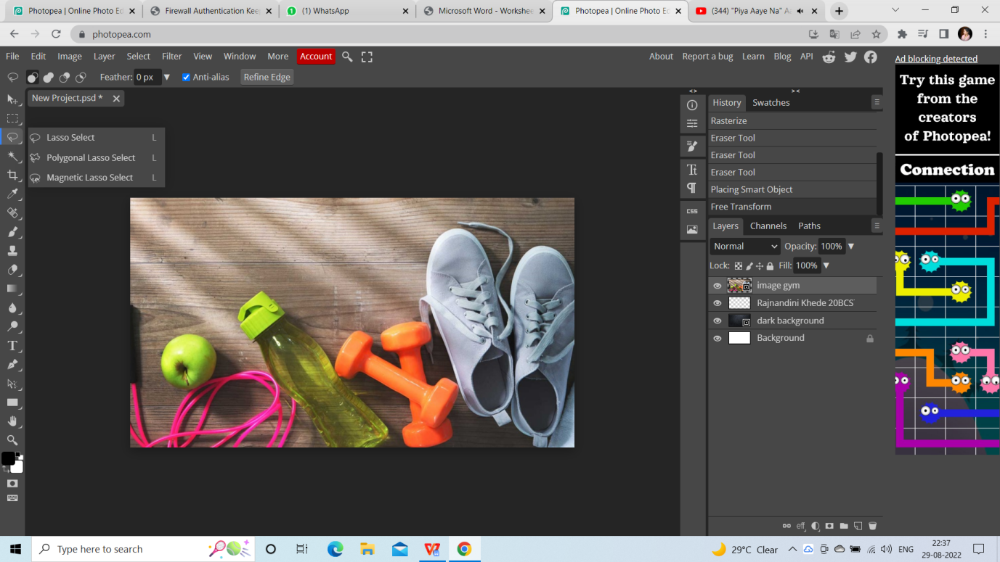 Photopea | Online Photo Ed
Firewall Authentication Kee
(1) WhatsApp
Microsoft Word - Workshee
Photopea | Online Photo Ec
(344) "Piya Aaye Na" A
photopea.com
File Edit Image Layer Select Filter View Window More Account
About Report a bug Learn Blog API
Ad blocking detected
Feather: 0 px Anti-alias Refine Edge
Try this game
from the
creators
of Photopea!
Connection
New Project.psd *
Lasso Select L
Polygonal Lasso Select L
Magnetic Lasso Select L
< > > <
History Swatches
Rasterize
Eraser Tool
Eraser Tool
Eraser Tool
Placing Smart Object
Free Transform
CSS
Layers Channels Paths
Normal Opacity: 100%
Lock: Fill: 100%
image gym
Rajnandini Khede 20BCS
dark background
Background
eff
Type here to search
29°C Clear
ENG
22:37
29-08-2022